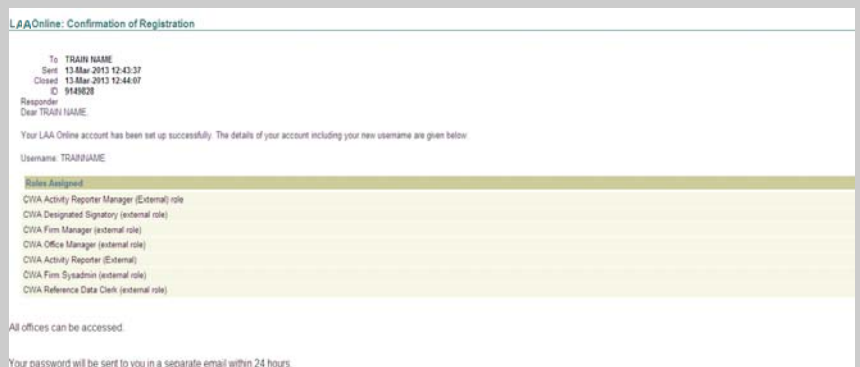 LAAOnline: Confirmation of Registration
To TRAIN NAME
Sent 13-Mar-2013 12:43:37
Closed 13-Mar-2013 12:44:07
ID 9149828
Responder
Dear TRAIN NAME,
Your LAA Online account has been set up successfully. The details of your account including your new username are given below.
Username: TRAINNAME
Roles Assigned
CWA Activity Reporter Manager (External) role
CWA Designated Signatory (external role)
CWA Firm Manager (external role)
CWA Office Manager (external role)
CWA Activity Reporter (External)
CWA Firm Sysadmin (external role)
CWA Reference Data Clerk (external role)
All offices can be accessed.
Your password will be sent to you in a separate email within 24 hours.